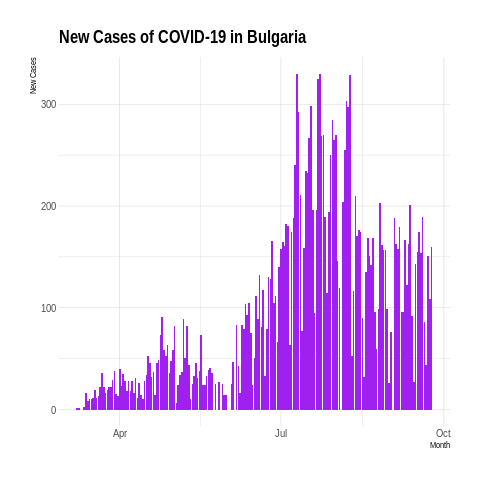 New Cases of COVID-19 in Bulgaria
New Cases
300
200
100
0
Apr
Jul
Oct
Month